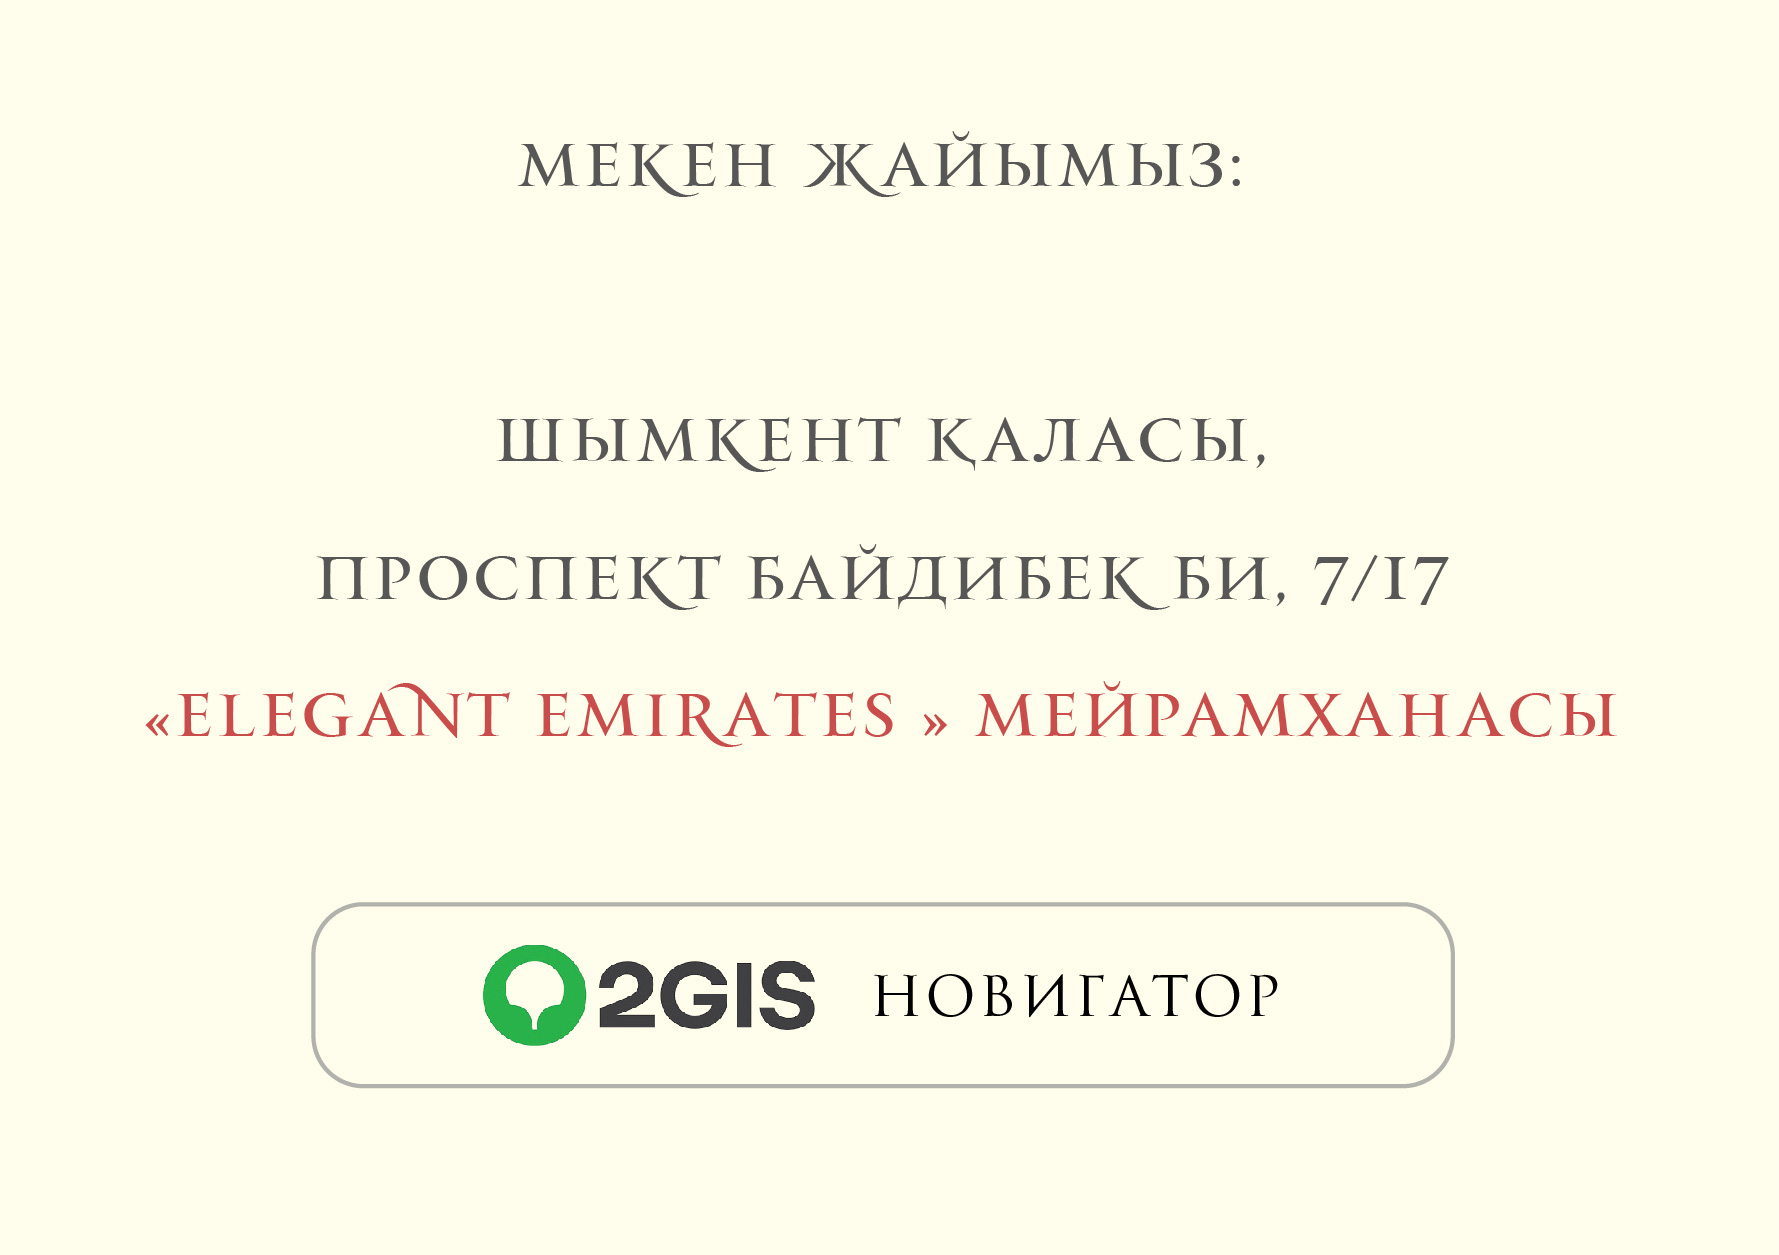 МЕКЕН ЖАЙЫМЫЗ:
ШЫМКЕНТ ҚАЛАСЫ,
ПРОСПЕКТ БАЙДИБЕК БИ, 7/17
«ELEGANT EMIRATES » МЕЙРАМХАНАСЫ
2GIS НОВИГАТОР